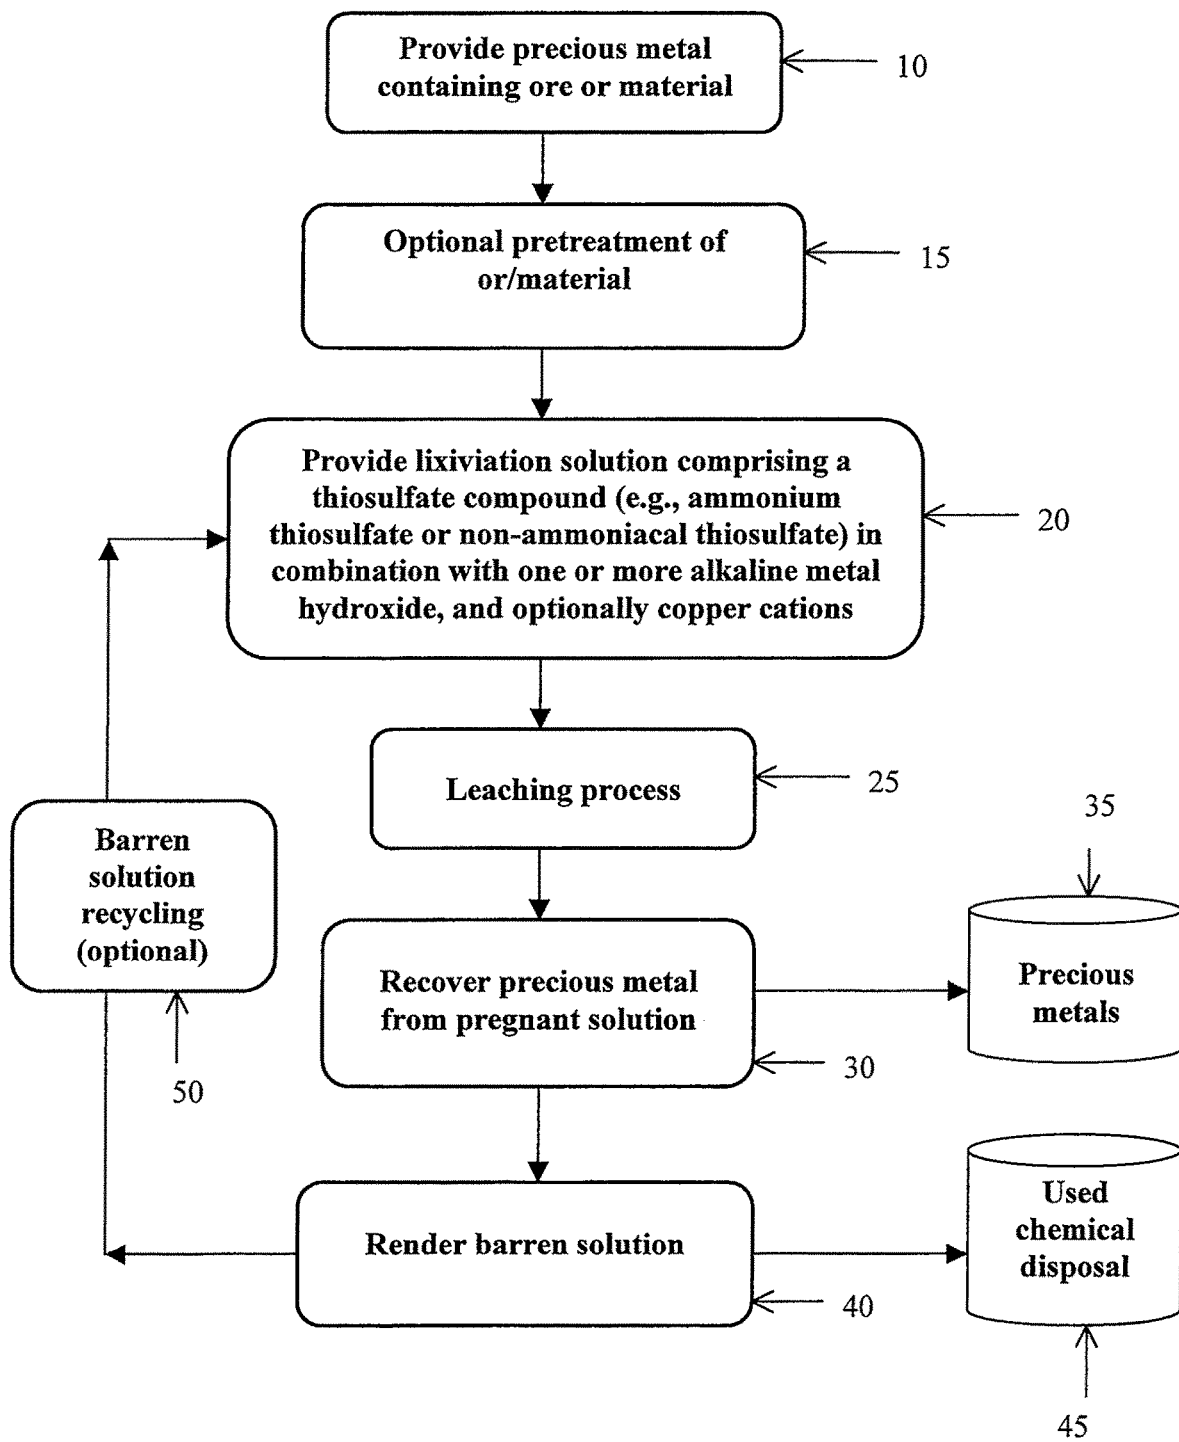 Provide precious metal
containing ore or material
10
Optional pretreatment of
or/material
15
Provide lixiviation solution comprising a
thiosulfate compound (e.g., ammonium
thiosulfate or non-ammoniacal thiosulfate) in
combination with one or more alkaline metal
hydroxide, and optionally copper cations
20
Leaching process
25
35
Barren
solution
recycling
(optional)
50
Recover precious metal
from pregnant solution
30
Precious
metals
Render barren solution
40
Used
chemical
disposal
45